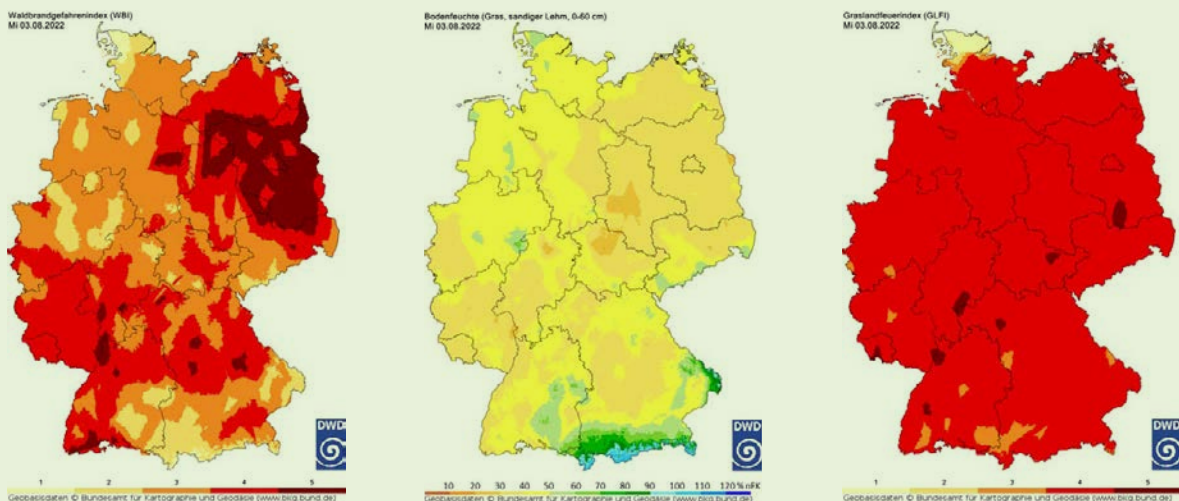 Waldbrandgefahrenindex (WBI)
Mi 03.08.2022
DWD
1 2 3 4 5
Geobasisdaten © Bundesamt für Kartographie und Geodäsie (www.bkg.bund.de)
Bodenfeuchte (Gras, sandiger Lehm, 0-60 cm)
Mi 03.08.2022
DWD
10 20 30 40 50 60 70 80 90 100 110 120 % nFK
Geobasisdaten © Bundesamt für Kartographie und Geodäsie (www.bkg.bund.de)
Graslandfeuerindex (GLFI)
Mi 03.08.2022
DWD
1 2 3 4 5
Geobasisdaten © Bundesamt für Kartographie und Geodäsie (www.bkg.bund.de)